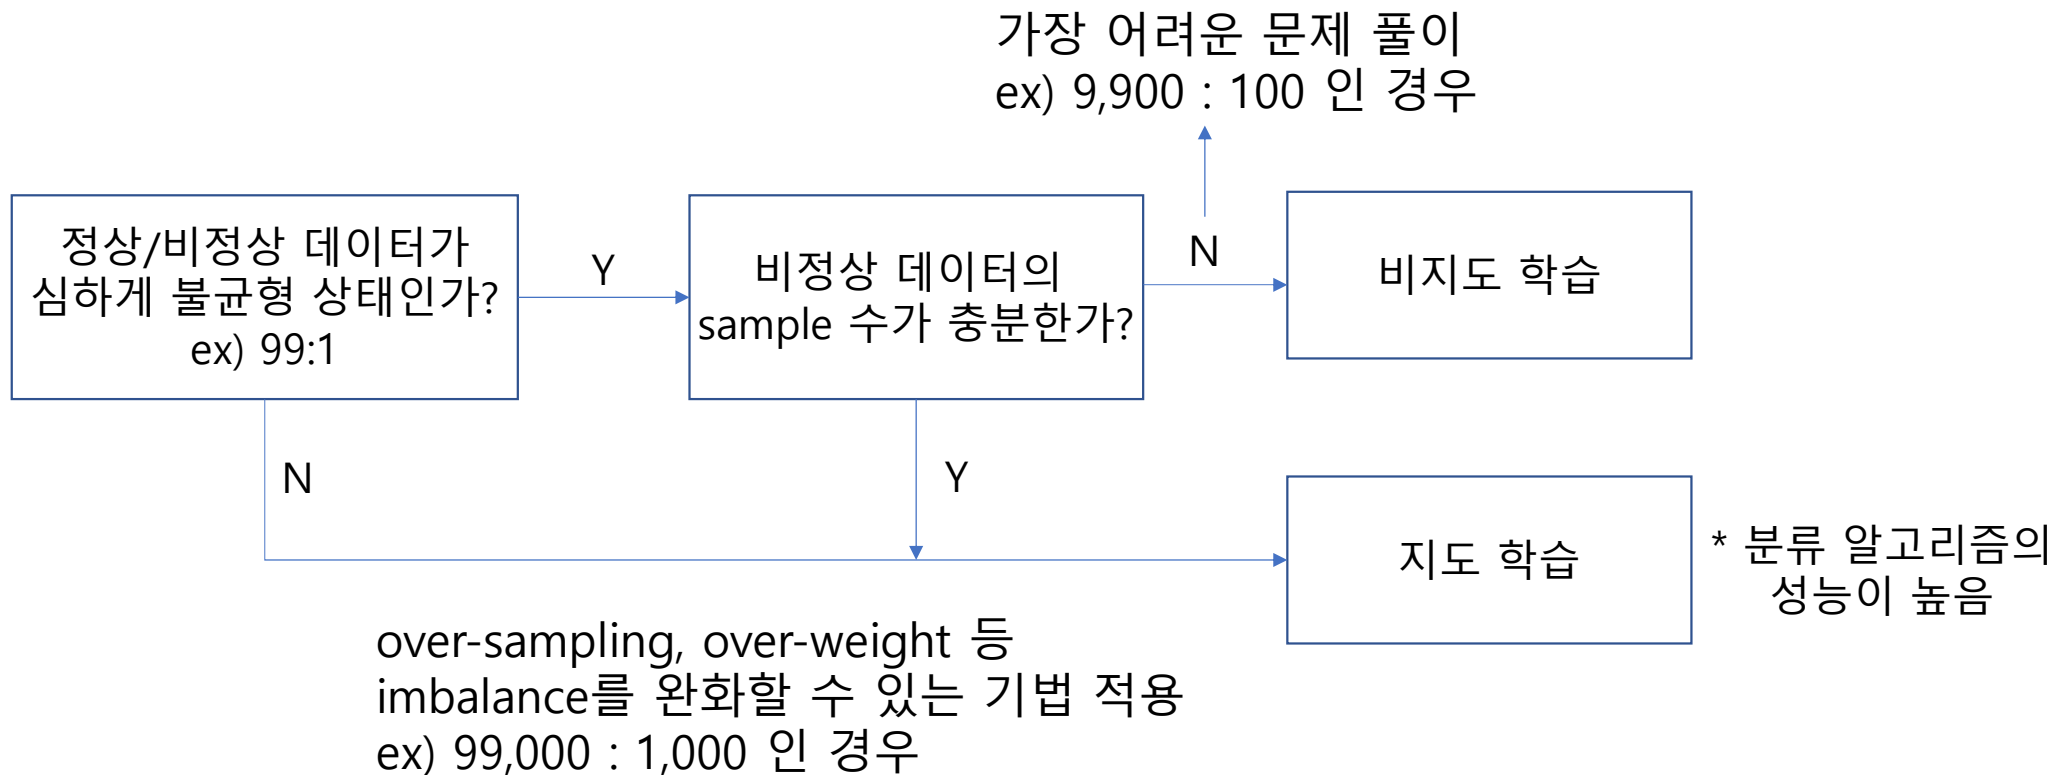 가장 어려운 문제 풀이
ex) 9,900 : 100 인 경우
정상/비정상 데이터가
심하게 불균형 상태인가?
ex) 99:1
Y
비정상 데이터의
sample 수가 충분한가?
N
비지도 학습
N
Y
지도 학습
* 분류 알고리즘의
성능이 높음
over-sampling, over-weight 등
imbalance를 완화할 수 있는 기법 적용
ex) 99,000 : 1,000 인 경우